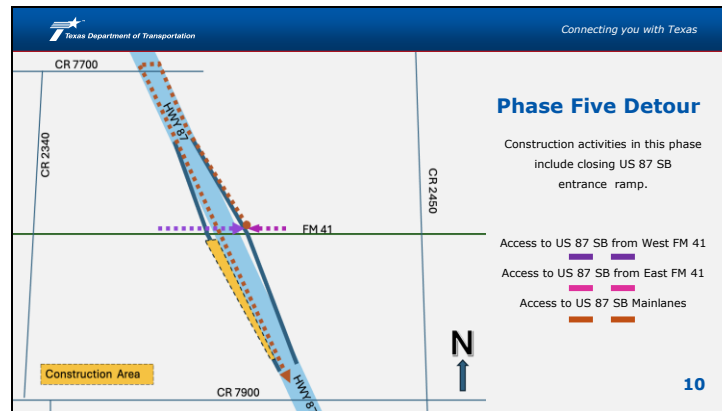 Texas Department of Transportation
Connecting you with Texas
CR 7700
HWY 87
CR 2340
CR 2450
FM 41
Phase Five Detour
Construction activities in this phase
include closing US 87 SB
entrance ramp.
Access to US 87 SB from West FM 41
Access to US 87 SB from East FM 41
Access to US 87 SB Mainlanes
N
Construction Area
CR 7900
HWY 87
10